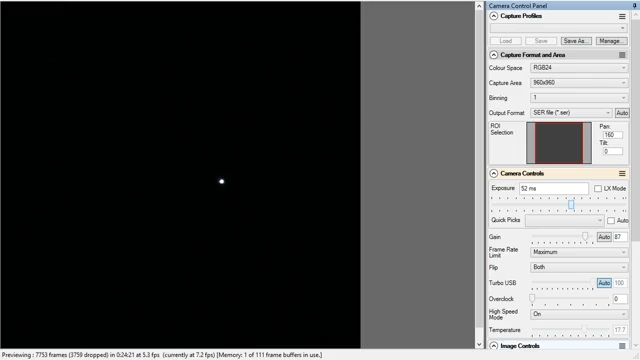 Camera Control Panel
Capture Profiles
Load Save Save As... Manage...
Capture Format and Area
Colour Space RGB24
Capture Area 960x960
Binning 1
Output Format SER file (*.ser) Auto
ROI Selection Pan: 160 Tilt: 0
Camera Controls
Exposure 52 ms LX Mode
Quick Picks Auto
Gain Auto 87
Frame Rate Limit Maximum
Flip Both
Turbo USB Auto 100
Overclock 0
High Speed Mode On
Temperature 17.7
Image Controls
Previewing : 7753 frames (3759 dropped) in 0:24:21 at 5.3 fps (currently at 7.2 fps) [Memory: 1 of 111 frame buffers in use.]